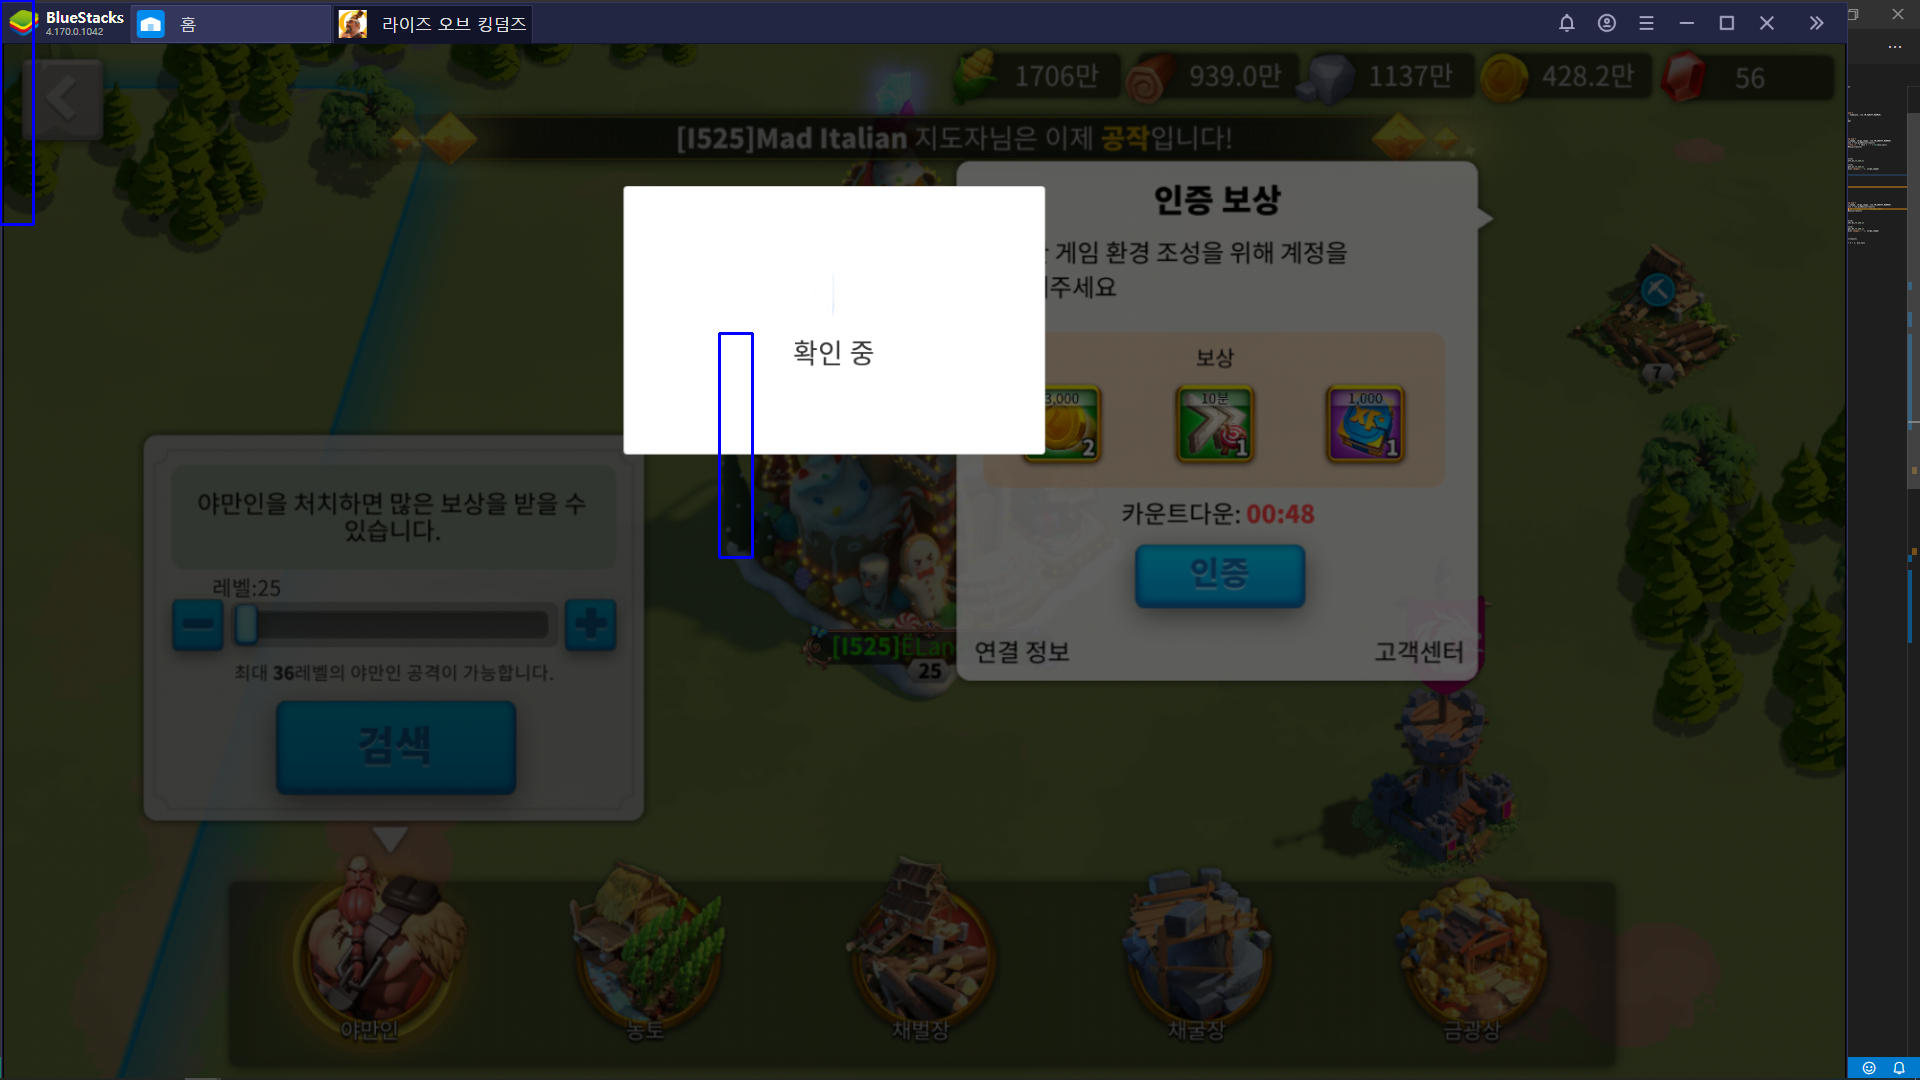 BlueStacks
4.170.0.1042
홈
라이즈 오브 킹덤즈
1706만
939.0만
1137만
428.2만
56
[I525]Mad Italian 지도자님은 이제 공작입니다!
인증 보상
게임 환경 조성을 위해 계정을
주세요
확인 중
보상
3,000
2
10분
1
1,000
XP
1
카운트다운: 00:48
인증
연결 정보
고객센터
7
야만인을 처치하면 많은 보상을 받을 수
있습니다.
레벨:25
최대 36레벨의 야만인 공격이 가능합니다.
검색
[I525]ËLan
25
야만인
농토
채벌장
채굴장
금광상